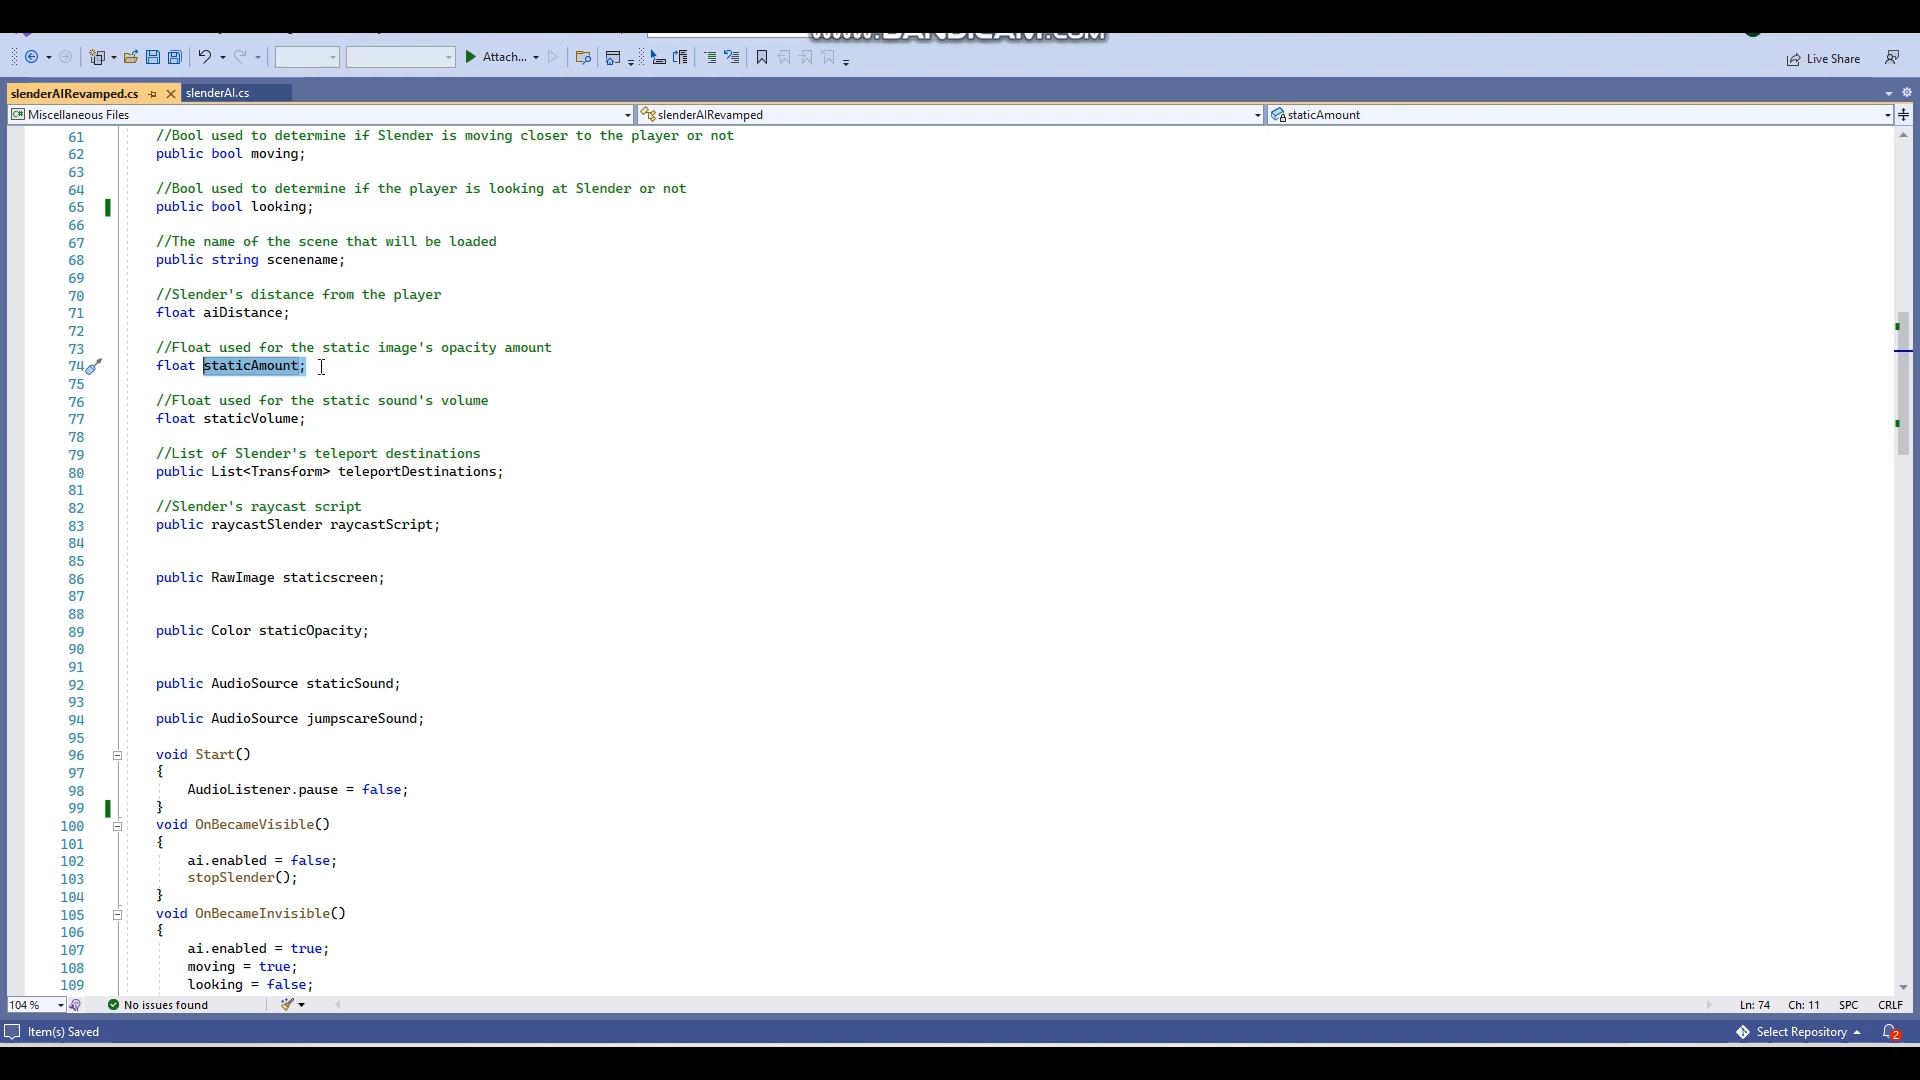 www.BANDICAM.com
Attach...
Live Share
slenderAIRevamped.cs
slenderAI.cs
C# Miscellaneous Files
slenderAIRevamped
staticAmount
61 //Bool used to determine if Slender is moving closer to the player or not
62 public bool moving;
63
64 //Bool used to determine if the player is looking at Slender or not
65 public bool looking;
66
67 //The name of the scene that will be loaded
68 public string scenename;
69
70 //Slender's distance from the player
71 float aiDistance;
72
73 //Float used for the static image's opacity amount
74 float staticAmount;
75
76 //Float used for the static sound's volume
77 float staticVolume;
78
79 //List of Slender's teleport destinations
80 public List<Transform> teleportDestinations;
81
82 //Slender's raycast script
83 public raycastSlender raycastScript;
84
85
86 public RawImage staticscreen;
87
88
89 public Color staticOpacity;
90
91
92 public AudioSource staticSound;
93
94 public AudioSource jumpscareSound;
95
96 void Start()
97 {
98 AudioListener.pause = false;
99 }
100 void OnBecameVisible()
101 {
102 ai.enabled = false;
103 stopSlender();
104 }
105 void OnBecameInvisible()
106 {
107 ai.enabled = true;
108 moving = true;
109 looking = false;
104 %
No issues found
Ln: 74 Ch: 11 SPC CRLF
Item(s) Saved
Select Repository
2